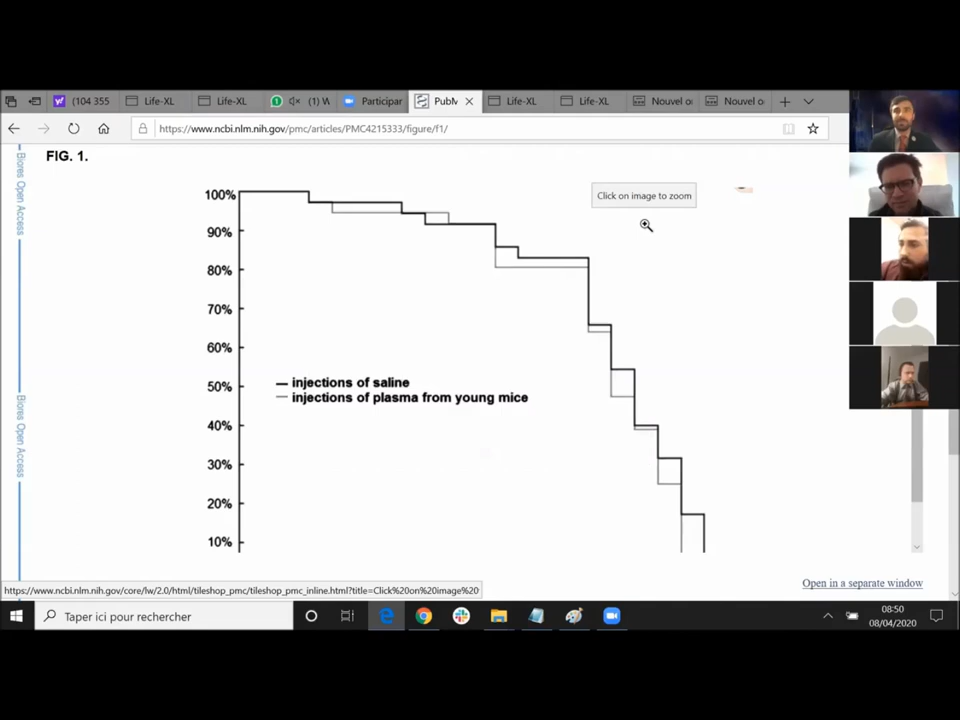 (104 355
Life-XL
Life-XL
(1) W
Participar
PubM
Life-XL
Life-XL
Nouvel o
Nouvel o
https://www.ncbi.nlm.nih.gov/pmc/articles/PMC4215333/figure/f1/
FIG. 1.
Biores Open Access
Biores Open Access
Click on image to zoom
100%
90%
80%
70%
60%
50%
40%
30%
20%
10%
injections of saline
injections of plasma from young mice
Open in a separate window
https://www.ncbi.nlm.nih.gov/core/lw/2.0/html/tileshop_pmc/tileshop_pmc_inline.html?title=Click%20on%20image%20
Taper ici pour rechercher
08:50
08/04/2020